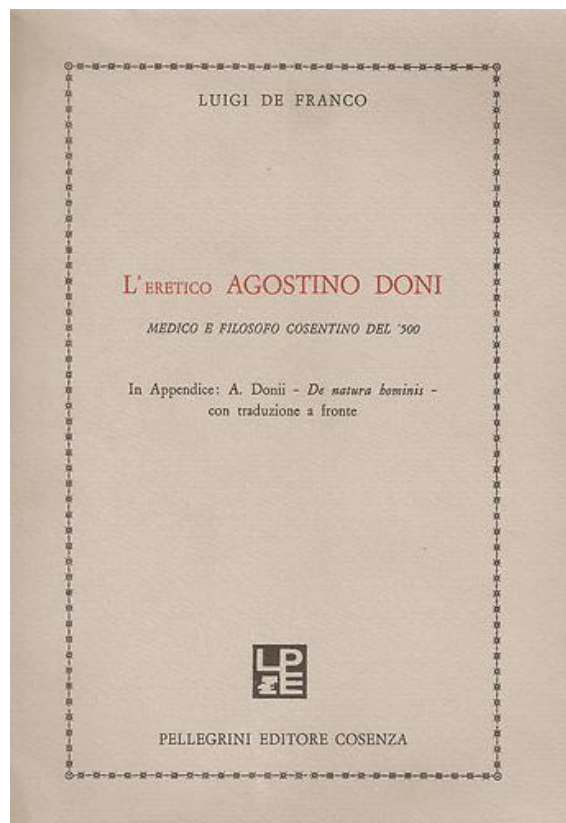 LUIGI DE FRANCO
L'ERETICO AGOSTINO DONI
MEDICO E FILOSOFO COSENTINO DEL '500
In Appendice: A. Donii - De natura hominis -
con traduzione a fronte
LP
E
PELLEGRINI EDITORE COSENZA